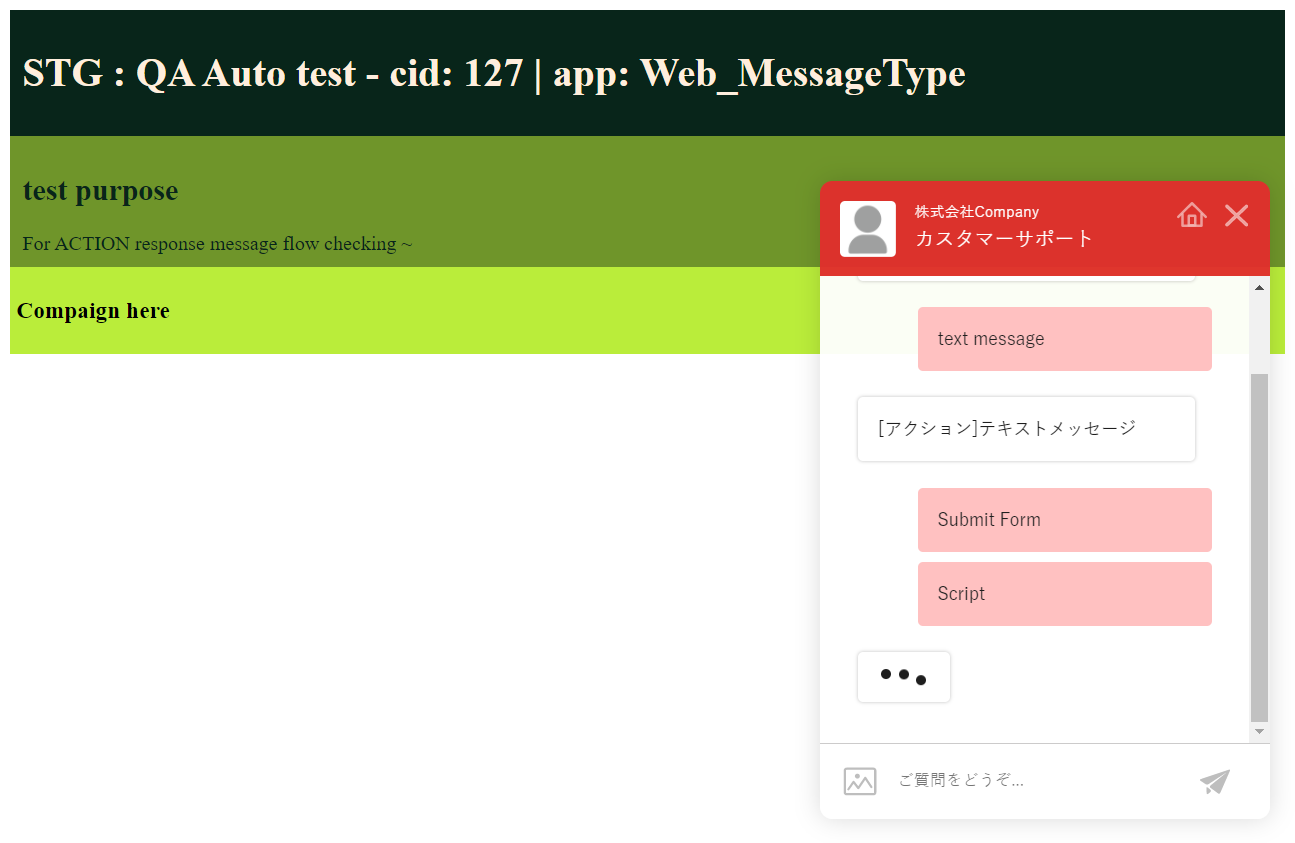 STG : QA Auto test - cid: 127 | app: Web_MessageType
test purpose
For ACTION response message flow checking ~
Compaign here
株式会社Company
カスタマーサポート
text message
[アクション]テキストメッセージ
Submit Form
Script
ご質問をどうぞ...